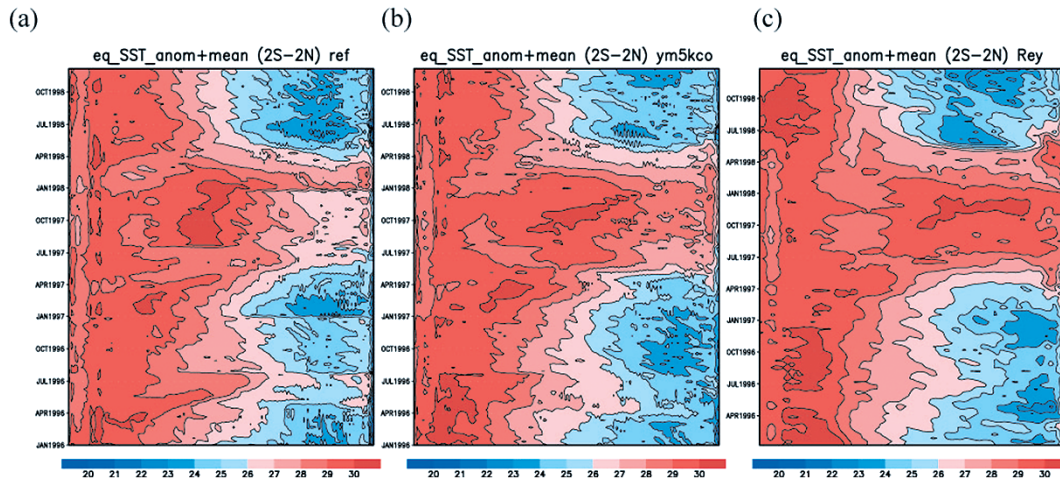 (a)
(b)
(c)
eq_SST_anom+mean (2S-2N) ref
eq_SST_anom+mean (2S-2N) ym5kco
eq_SST_anom+mean (2S-2N) Rey
OCT1998
JUL1998
APR1998
JAN1998
OCT1997
JUL1997
APR1997
JAN1997
OCT1996
JUL1996
APR1996
JAN1996
20 21 22 23 24 25 26 27 28 29 30
OCT1998
JUL1998
APR1998
JAN1998
OCT1997
JUL1997
APR1997
JAN1997
OCT1996
JUL1996
APR1996
JAN1996
20 21 22 23 24 25 26 27 28 29 30
OCT1998
JUL1998
APR1998
JAN1998
OCT1997
JUL1997
APR1997
JAN1997
OCT1996
JUL1996
APR1996
20 21 22 23 24 25 26 27 28 29 30